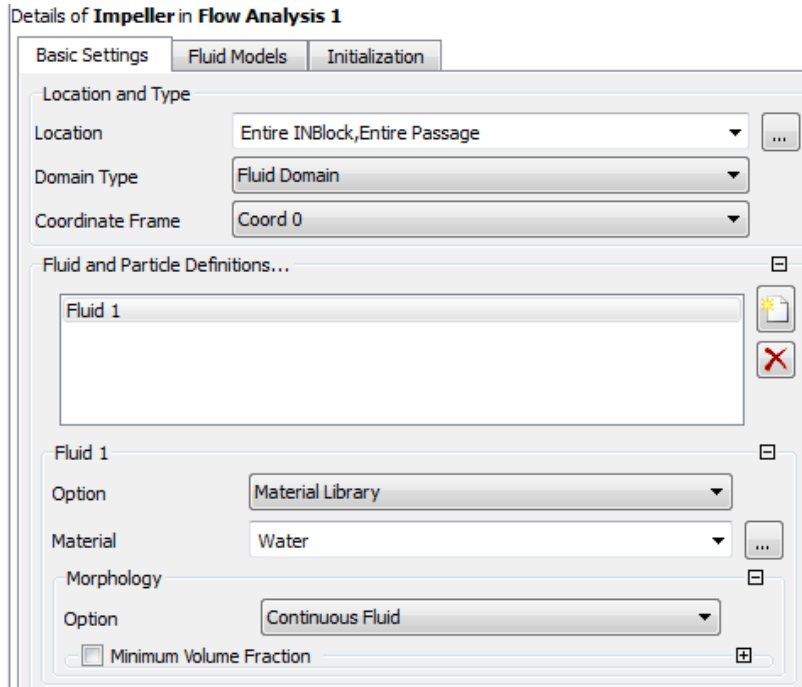 Details of Impeller in Flow Analysis 1
Basic Settings Fluid Models Initialization
Location and Type
Location Entire INBlock,Entire Passage ...
Domain Type Fluid Domain
Coordinate Frame Coord 0
Fluid and Particle Definitions...
Fluid 1
Fluid 1
Option Material Library
Material Water ...
Morphology
Option Continuous Fluid
Minimum Volume Fraction